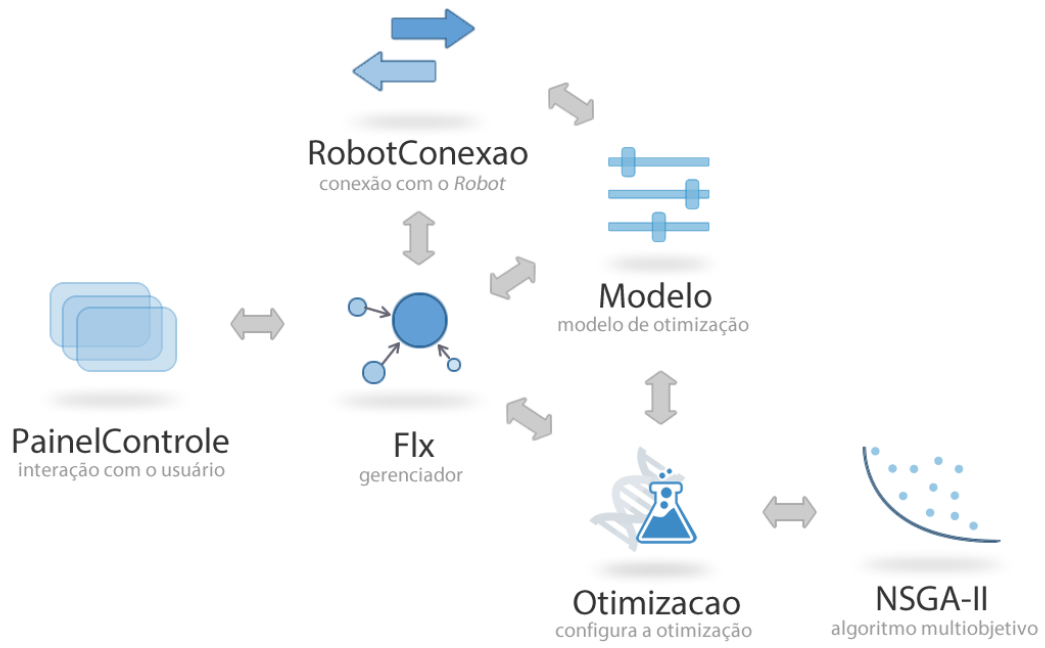 RobotConexao
conexão com o Robot
Modelo
modelo de otimização
PainelControle
interação com o usuário
Flx
gerenciador
Otimizacao
configura a otimização
NSGA-II
algoritmo multiobjetivo